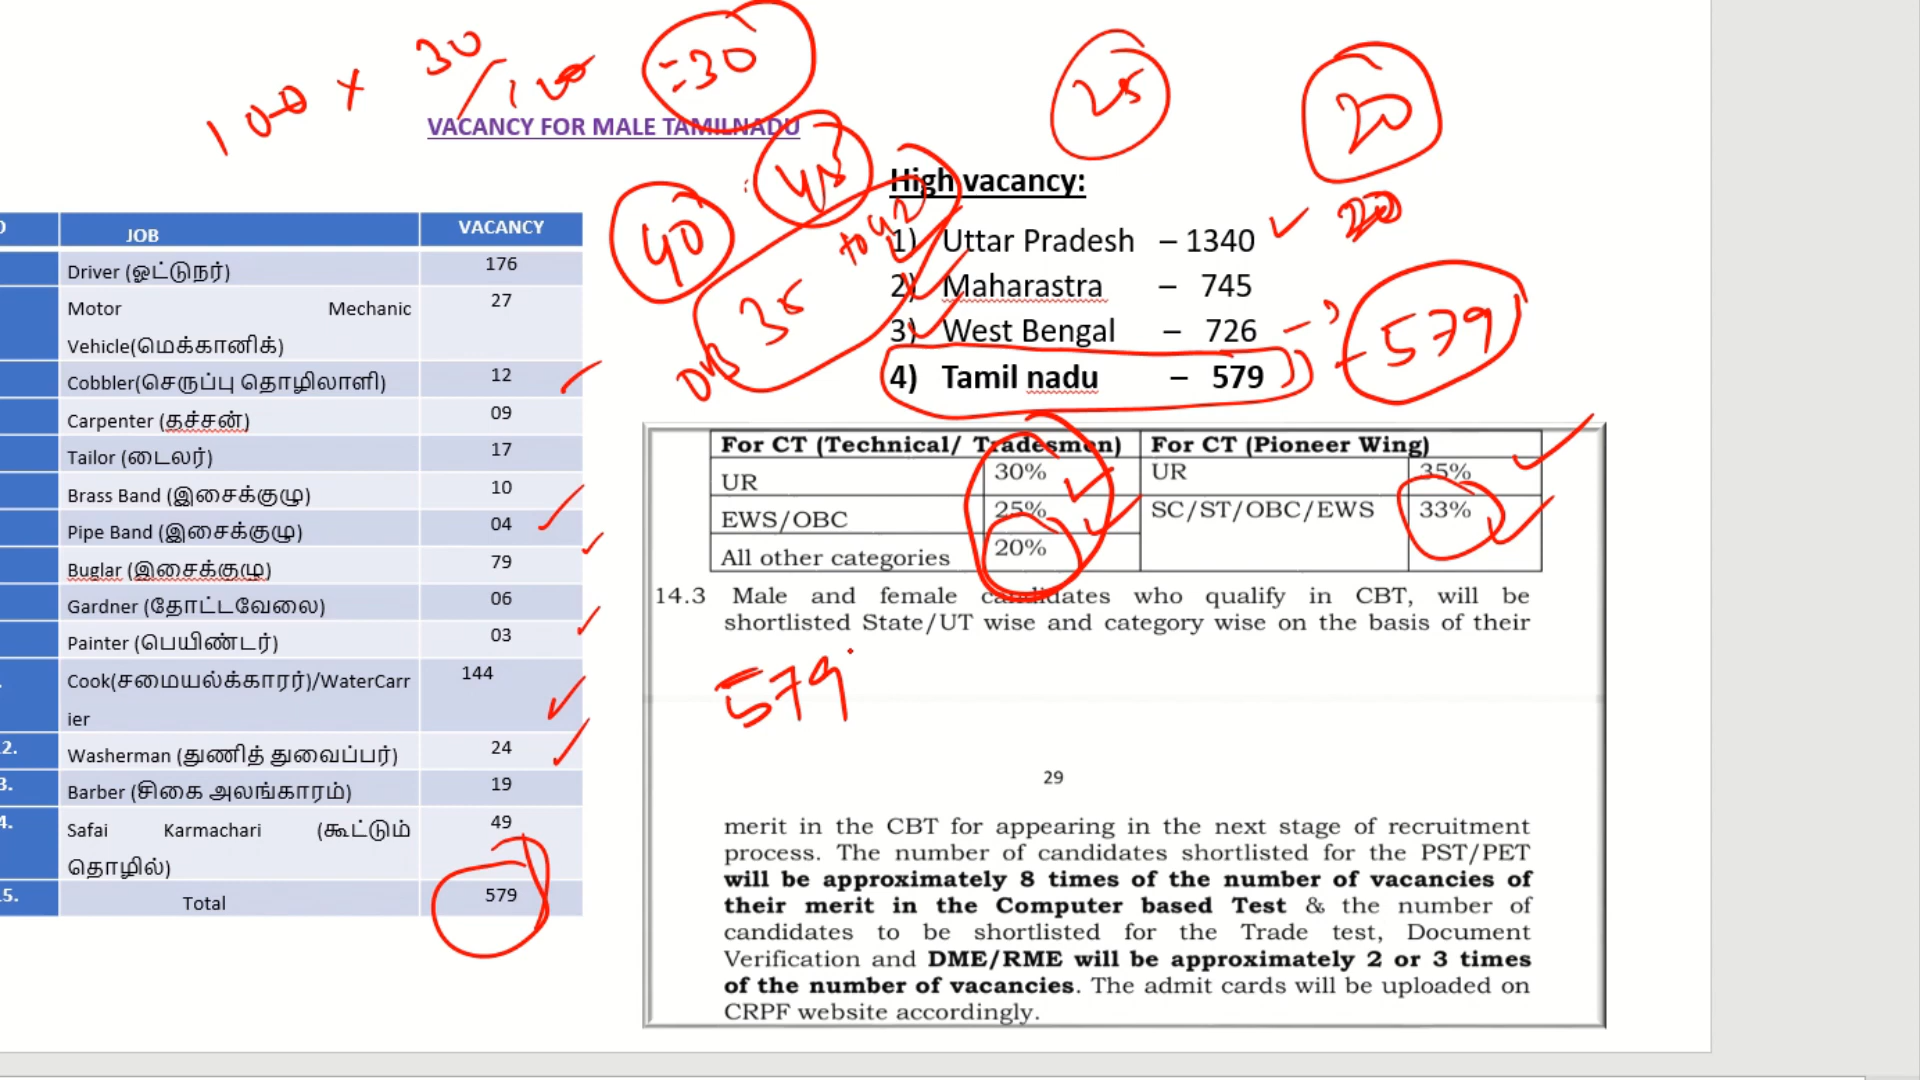 100 x 30/100 =30
25
20
VACANCY FOR MALE TAMILNADU
40
45
35
to 42
JOB VACANCY
Driver (ஓட்டுநர்) 176
Motor Mechanic 27
Vehicle(மெக்கானிக்)
Cobbler(செருப்பு தொழிலாளி) 12
Carpenter (தச்சன்) 09
Tailor (டைலர்) 17
Brass Band (இசைக்குழு) 10
Pipe Band (இசைக்குழு) 04
Buglar (இசைக்குழு) 79
Gardner (தோட்டவேலை) 06
Painter (பெயிண்டர்) 03
Cook(சமையல்க்காரர்)/WaterCarr 144
ier
2. Washerman (துணித் துவைப்பர்) 24
3. Barber (சிகை அலங்காரம்) 19
4. Safai Karmachari (கூட்டும் 49
தொழில்)
5. Total 579
High vacancy:
1) Uttar Pradesh – 1340
20
2) Maharastra – 745
3) West Bengal – 726
579
4) Tamil nadu – 579
For CT (Technical/ Tradesmen) For CT (Pioneer Wing)
UR 30% UR 35%
EWS/OBC 25% SC/ST/OBC/EWS 33%
All other categories 20%
14.3 Male and female candidates who qualify in CBT, will be
shortlisted State/UT wise and category wise on the basis of their
579
29
merit in the CBT for appearing in the next stage of recruitment
process. The number of candidates shortlisted for the PST/PET
will be approximately 8 times of the number of vacancies of
their merit in the Computer based Test & the number of
candidates to be shortlisted for the Trade test, Document
Verification and DME/RME will be approximately 2 or 3 times
of the number of vacancies. The admit cards will be uploaded on
CRPF website accordingly.